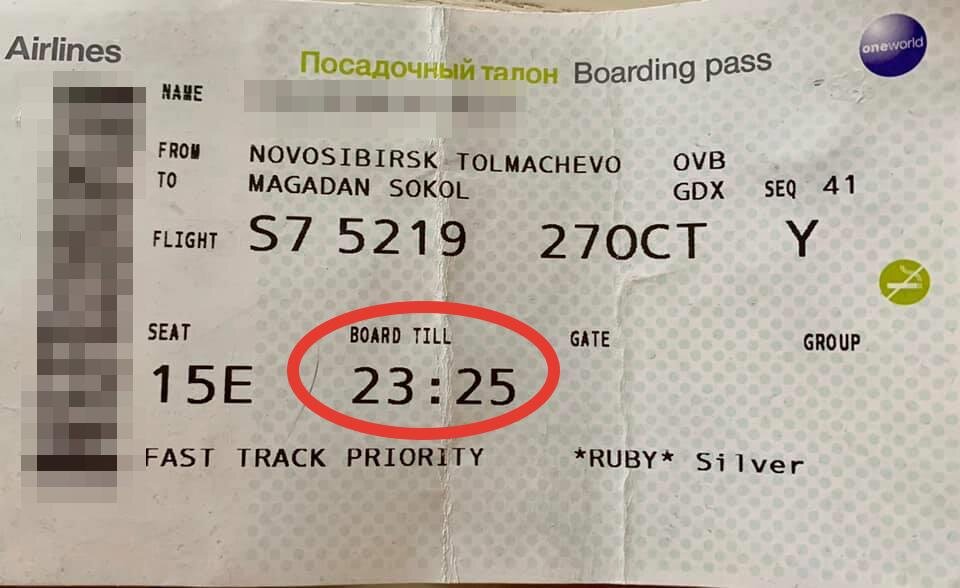 Airlines
Посадочный талон Boarding pass
oneworld
NAME
FROM NOVOSIBIRSK TOLMACHEVO OVB
TO MAGADAN SOKOL GDX SEQ 41
FLIGHT S7 5219 27OCT Y
SEAT BOARD TILL GATE GROUP
15E 23:25
FAST TRACK PRIORITY *RUBY* Silver